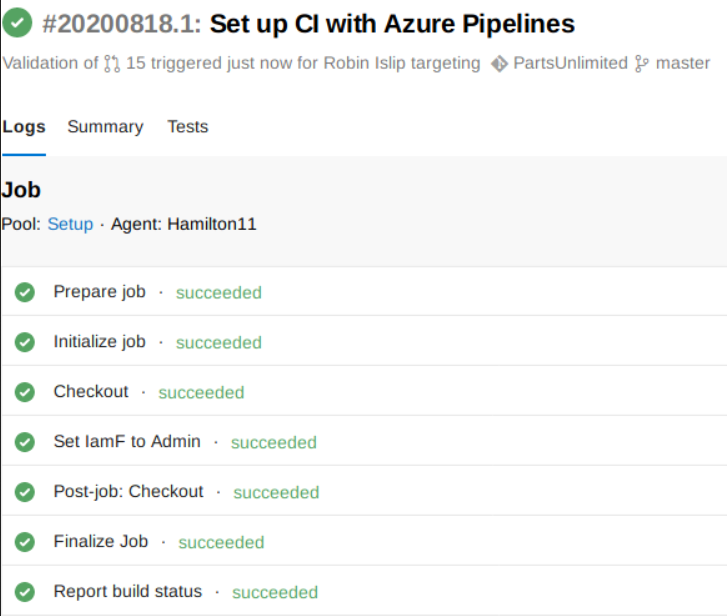 #20200818.1: Set up CI with Azure Pipelines
Validation of 15 triggered just now for Robin Islip targeting PartsUnlimited master
Logs Summary Tests
Job
Pool: Setup · Agent: Hamilton11
Prepare job · succeeded
Initialize job · succeeded
Checkout · succeeded
Set IamF to Admin · succeeded
Post-job: Checkout · succeeded
Finalize Job · succeeded
Report build status · succeeded